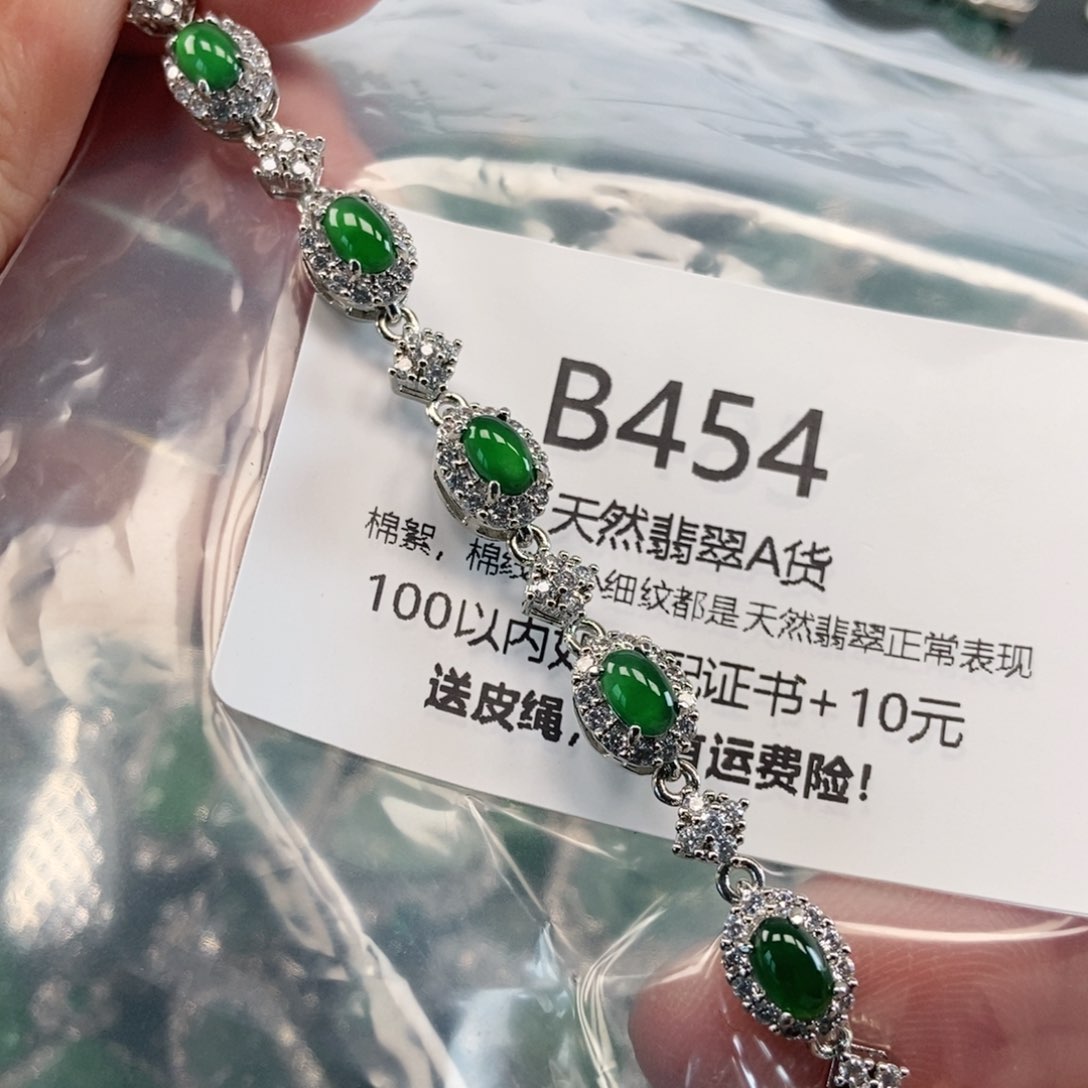 B454
天然翡翠A货
棉絮，棉纹 小细纹都是天然翡翠正常表现
100以内 配证书+10元
送皮绳， 运费险!